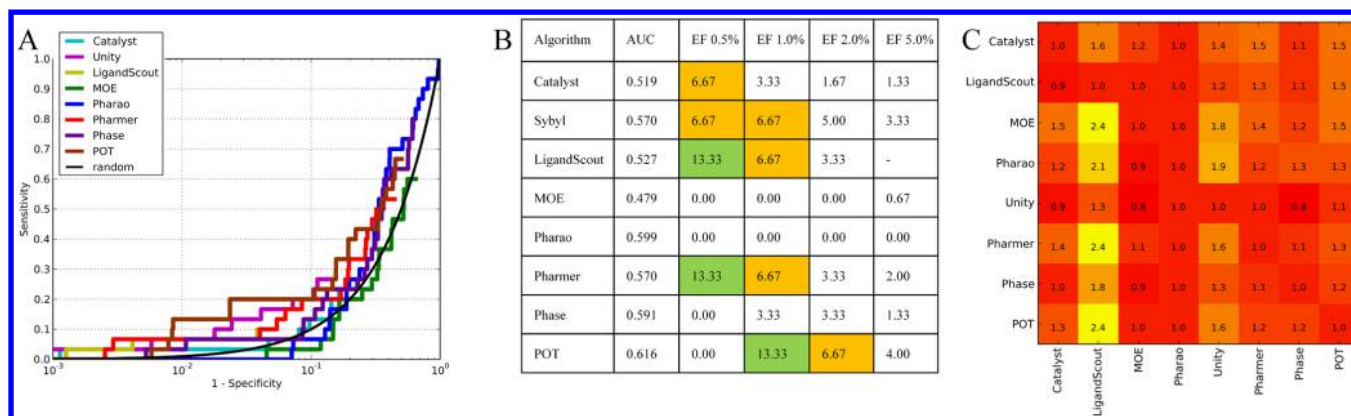 A
Catalyst
Unity
LigandScout
MOE
Pharao
Pharmer
Phase
POT
random
1.0
0.9
0.8
0.7
0.6
0.5
0.4
0.3
0.2
0.1
0.0
Sensitivity
10^-3 10^-2 10^-1 10^0
1 - Specificity
B
Algorithm AUC EF 0.5% EF 1.0% EF 2.0% EF 5.0%
Catalyst 0.519 6.67 3.33 1.67 1.33
Sybyl 0.570 6.67 6.67 5.00 3.33
LigandScout 0.527 13.33 6.67 3.33 -
MOE 0.479 0.00 0.00 0.00 0.67
Pharao 0.599 0.00 0.00 0.00 0.00
Pharmer 0.570 13.33 6.67 3.33 2.00
Phase 0.591 0.00 3.33 3.33 1.33
POT 0.616 0.00 13.33 6.67 4.00
C
Catalyst 1.0 1.6 1.2 1.0 1.4 1.5 1.1 1.5
LigandScout 0.9 1.0 1.0 1.0 1.2 1.3 1.1 1.5
MOE 1.5 2.4 1.0 1.0 1.8 1.4 1.2 1.5
Pharao 1.2 2.1 0.9 1.0 1.9 1.2 1.3 1.3
Unity 0.9 1.3 0.8 1.0 1.0 1.0 0.8 1.1
Pharmer 1.4 2.4 1.1 1.0 1.6 1.0 1.1 1.3
Phase 1.0 1.8 0.9 1.0 1.3 1.1 1.0 1.2
POT 1.3 2.4 1.0 1.0 1.6 1.2 1.2 1.0
Catalyst LigandScout MOE Pharao Unity Pharmer Phase POT